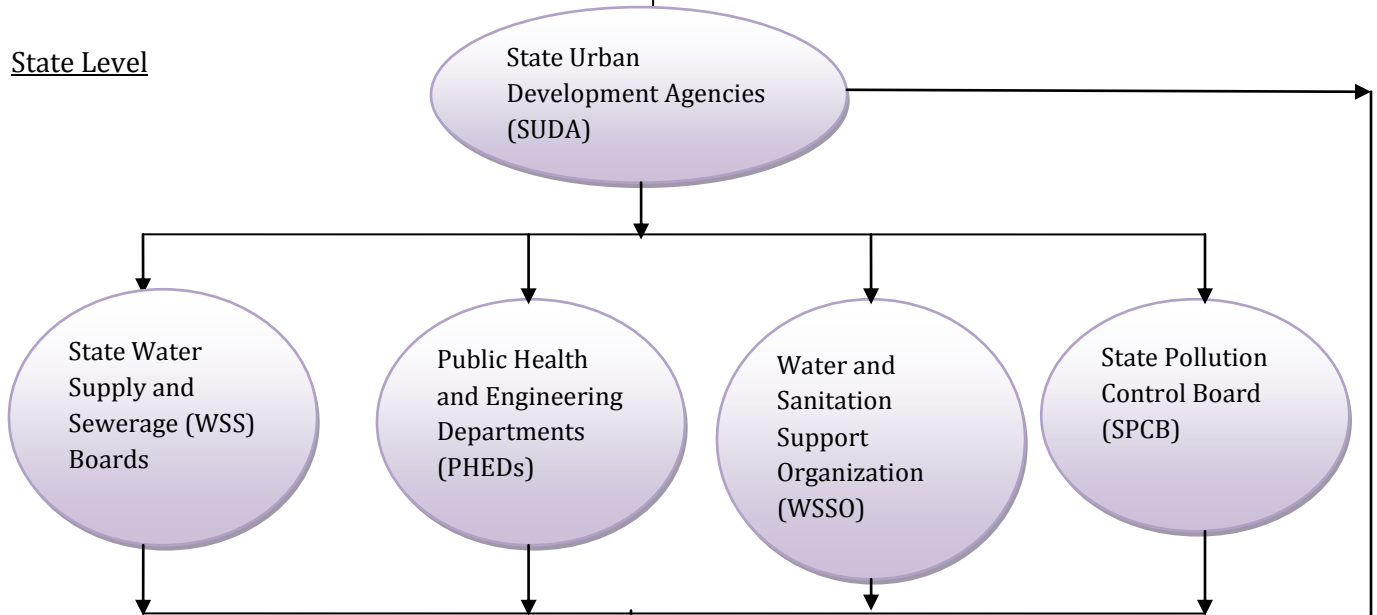 State Level
State Urban
Development Agencies
(SUDA)
State Water
Supply and
Sewerage (WSS)
Boards
Public Health
and Engineering
Departments
(PHEDs)
Water and
Sanitation
Support
Organization
(WSSO)
State Pollution
Control Board
(SPCB)